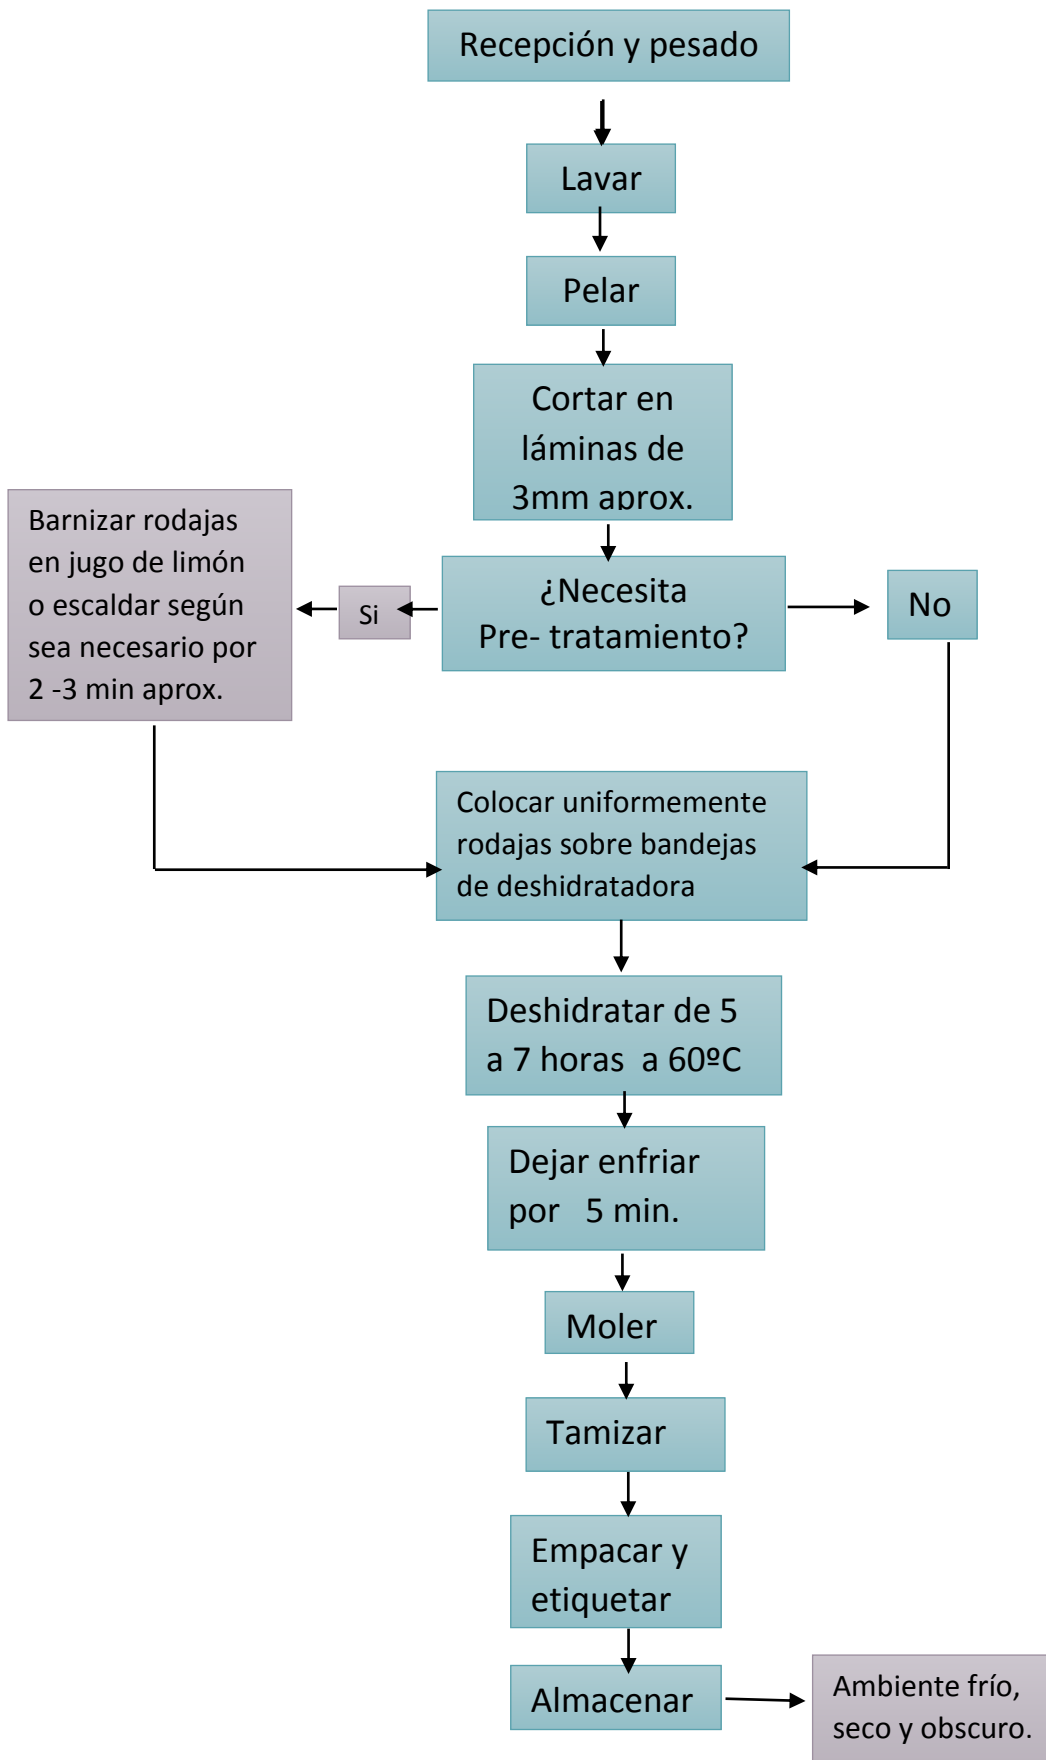 Recepción y pesado
Lavar
Pelar
Cortar en
láminas de
3mm aprox.
Barnizar rodajas
en jugo de limón
o escaldar según
sea necesario por
2 -3 min aprox.
Si
¿Necesita
Pre- tratamiento?
No
Colocar uniformemente
rodajas sobre bandejas
de deshidratadora
Deshidratar de 5
a 7 horas a 60ºC
Dejar enfriar
por 5 min.
Moler
Tamizar
Empacar y
etiquetar
Almacenar
Ambiente frío,
seco y obscuro.